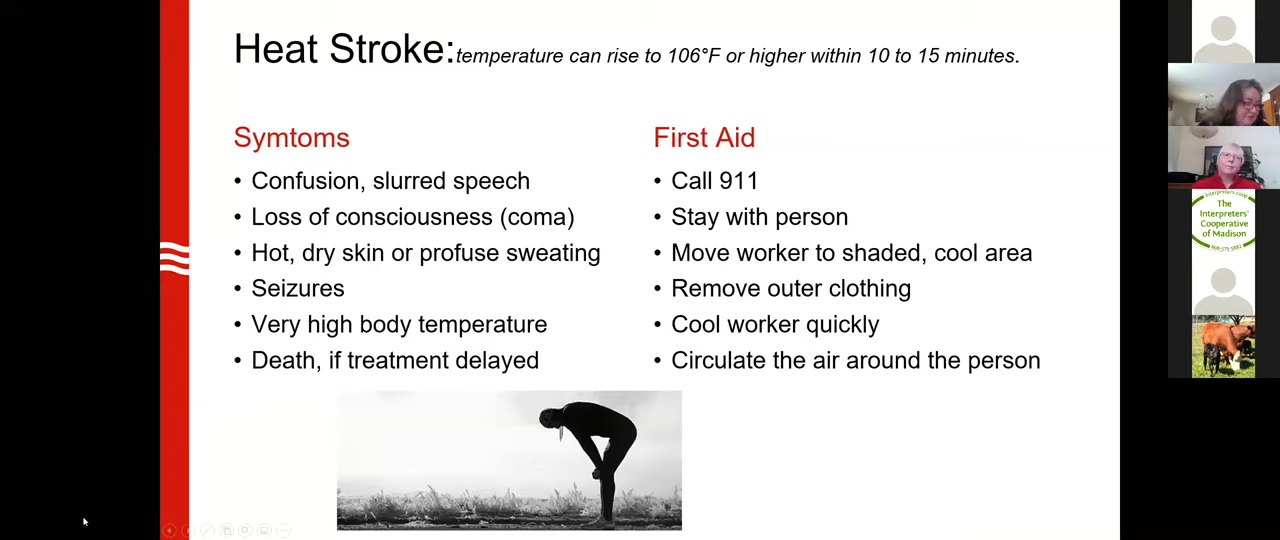 Heat Stroke: temperature can rise to 106°F or higher within 10 to 15 minutes.
Symtoms
• Confusion, slurred speech
• Loss of consciousness (coma)
• Hot, dry skin or profuse sweating
• Seizures
• Very high body temperature
• Death, if treatment delayed
First Aid
• Call 911
• Stay with person
• Move worker to shaded, cool area
• Remove outer clothing
• Cool worker quickly
• Circulate the air around the person
interpreters.coop
The
Interpreters'
Cooperative
of Madison